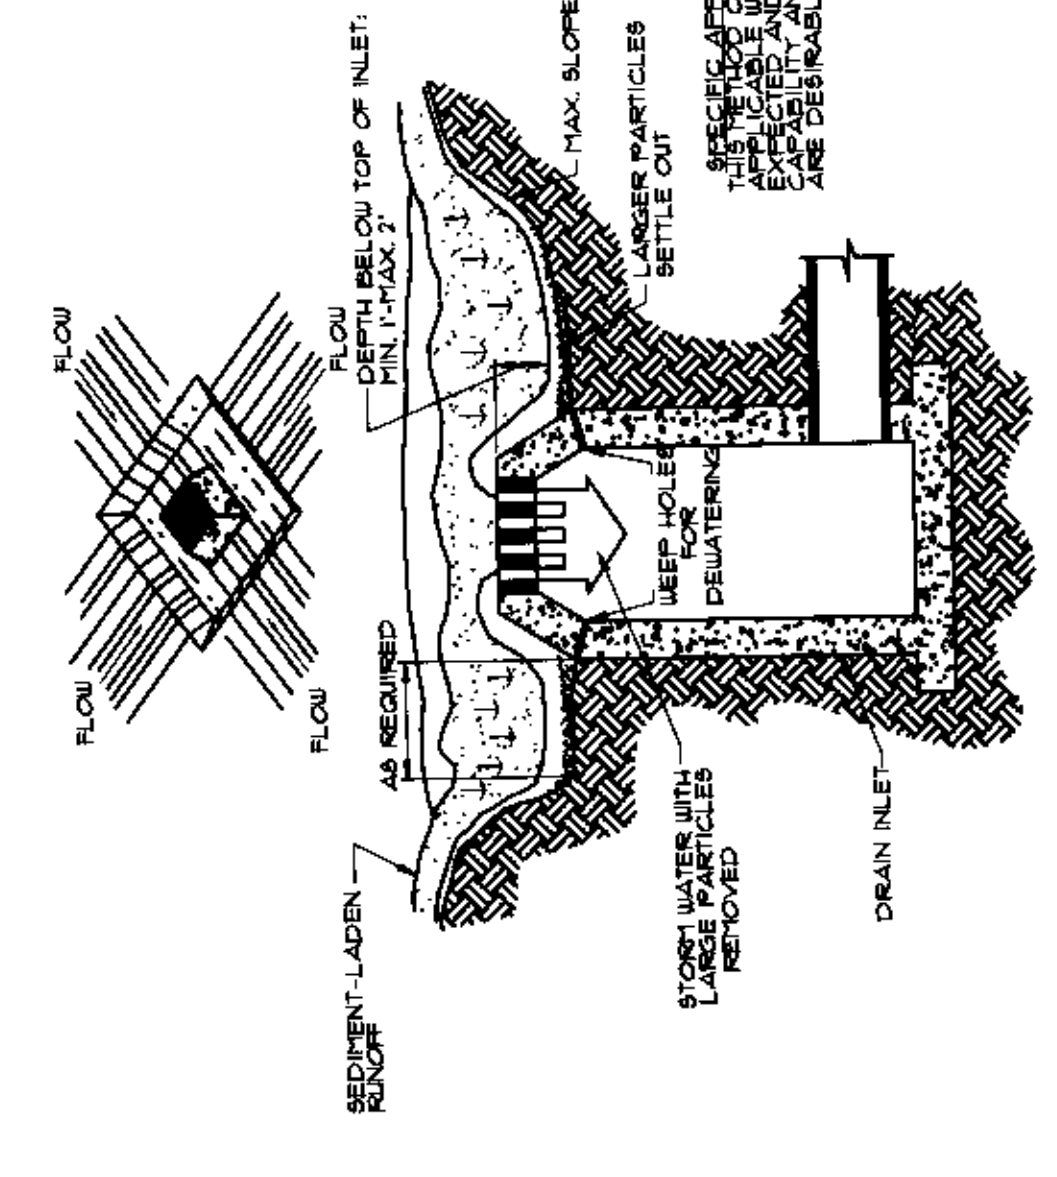 FLOW
FLOW
FLOW
FLOW
DEPTH BELOW TOP OF INLET:
MIN. 1'-MAX. 2'
AS REQUIRED
SEDIMENT-LADEN
RUNOFF
MAX. SLOPE
LARGER PARTICLES
SETTLE OUT
WEEP HOLES
FOR
DEWATERING
STORM WATER WITH
LARGE PARTICLES
REMOVED
DRAIN INLET
SPECIFIC
THIS METHOD
APPLICABLE
EXPECTED AND
CAPABILITY
ARE